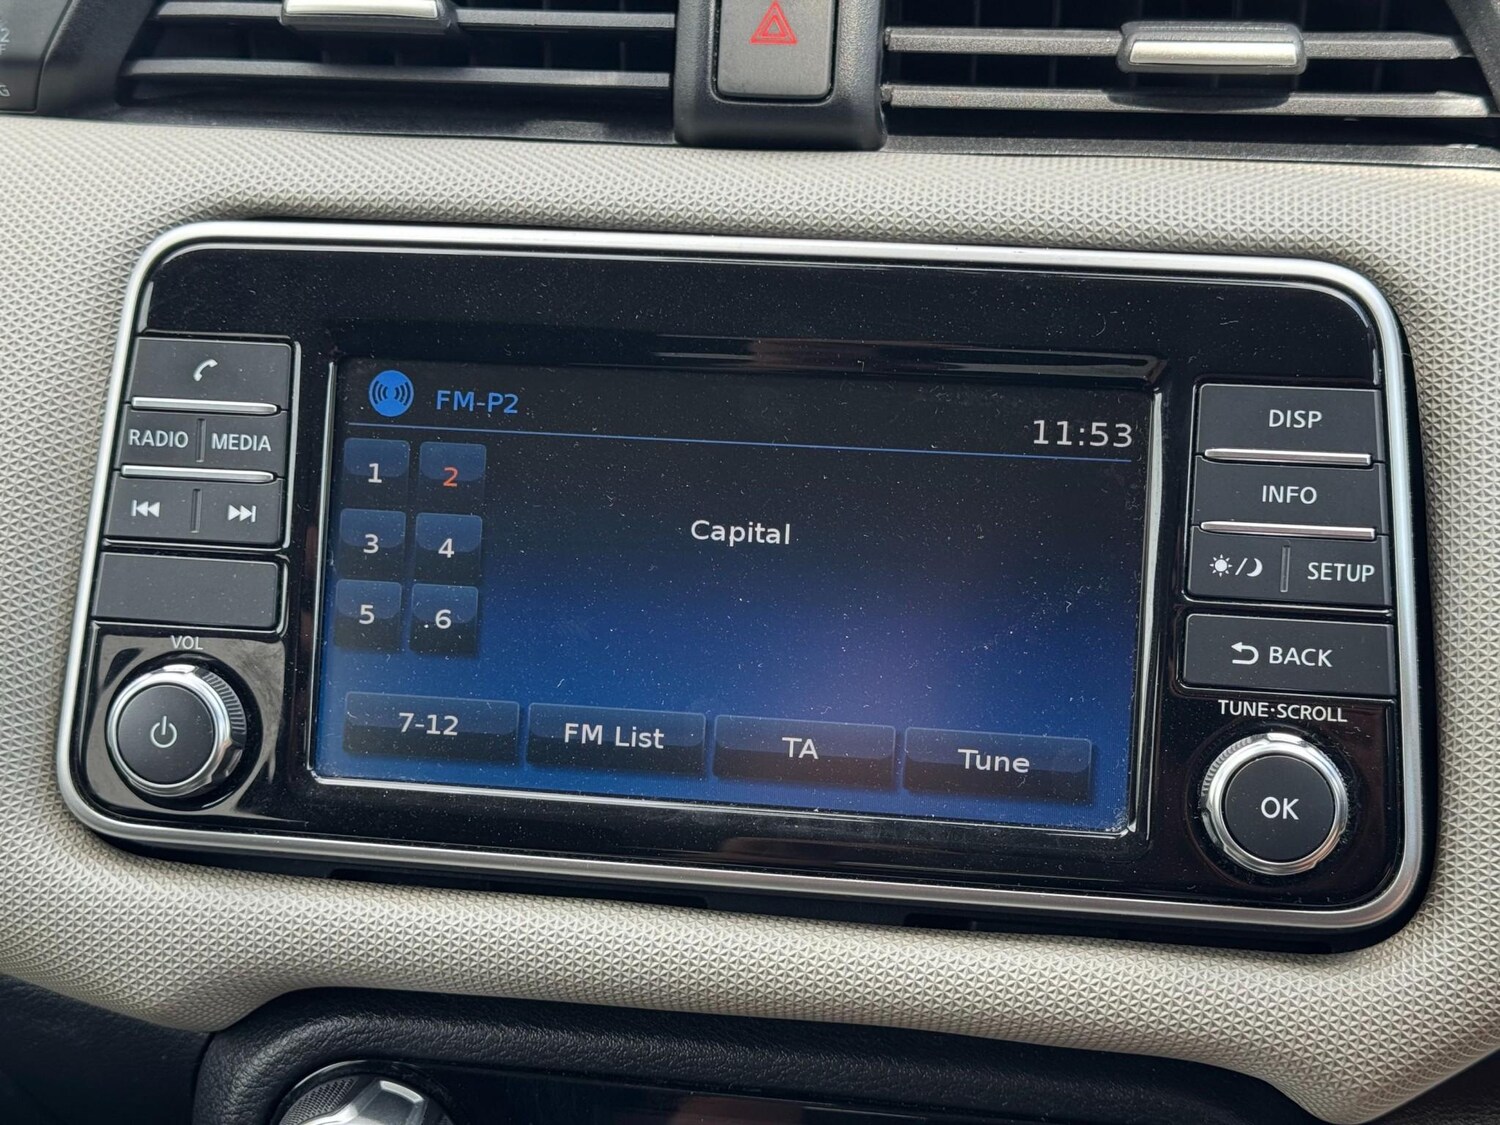 FM-P2
11:53
1 2
3 4
5 6
Capital
7-12 FM List TA Tune
RADIO MEDIA
VOL
DISP
INFO
SETUP
BACK
TUNE·SCROLL
OK